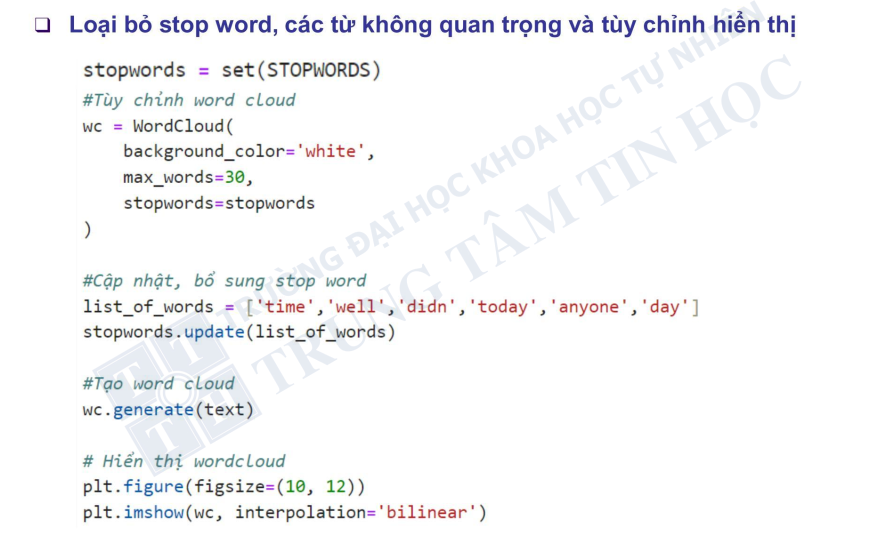 ❑ Loại bỏ stop word, các từ không quan trọng và tùy chỉnh hiển thị
stopwords = set(STOPWORDS)
#Tùy chỉnh word cloud
wc = WordCloud(
    background_color='white',
    max_words=30,
    stopwords=stopwords
)
#Cập nhật, bổ sung stop word
list_of_words = ['time','well','didn','today','anyone','day']
stopwords.update(list_of_words)
#Tạo word cloud
wc.generate(text)
# Hiển thị wordcloud
plt.figure(figsize=(10, 12))
plt.imshow(wc, interpolation='bilinear')
TRƯỜNG ĐẠI HỌC KHOA HỌC TỰ NHIÊN
TRUNG TÂM TIN HỌC